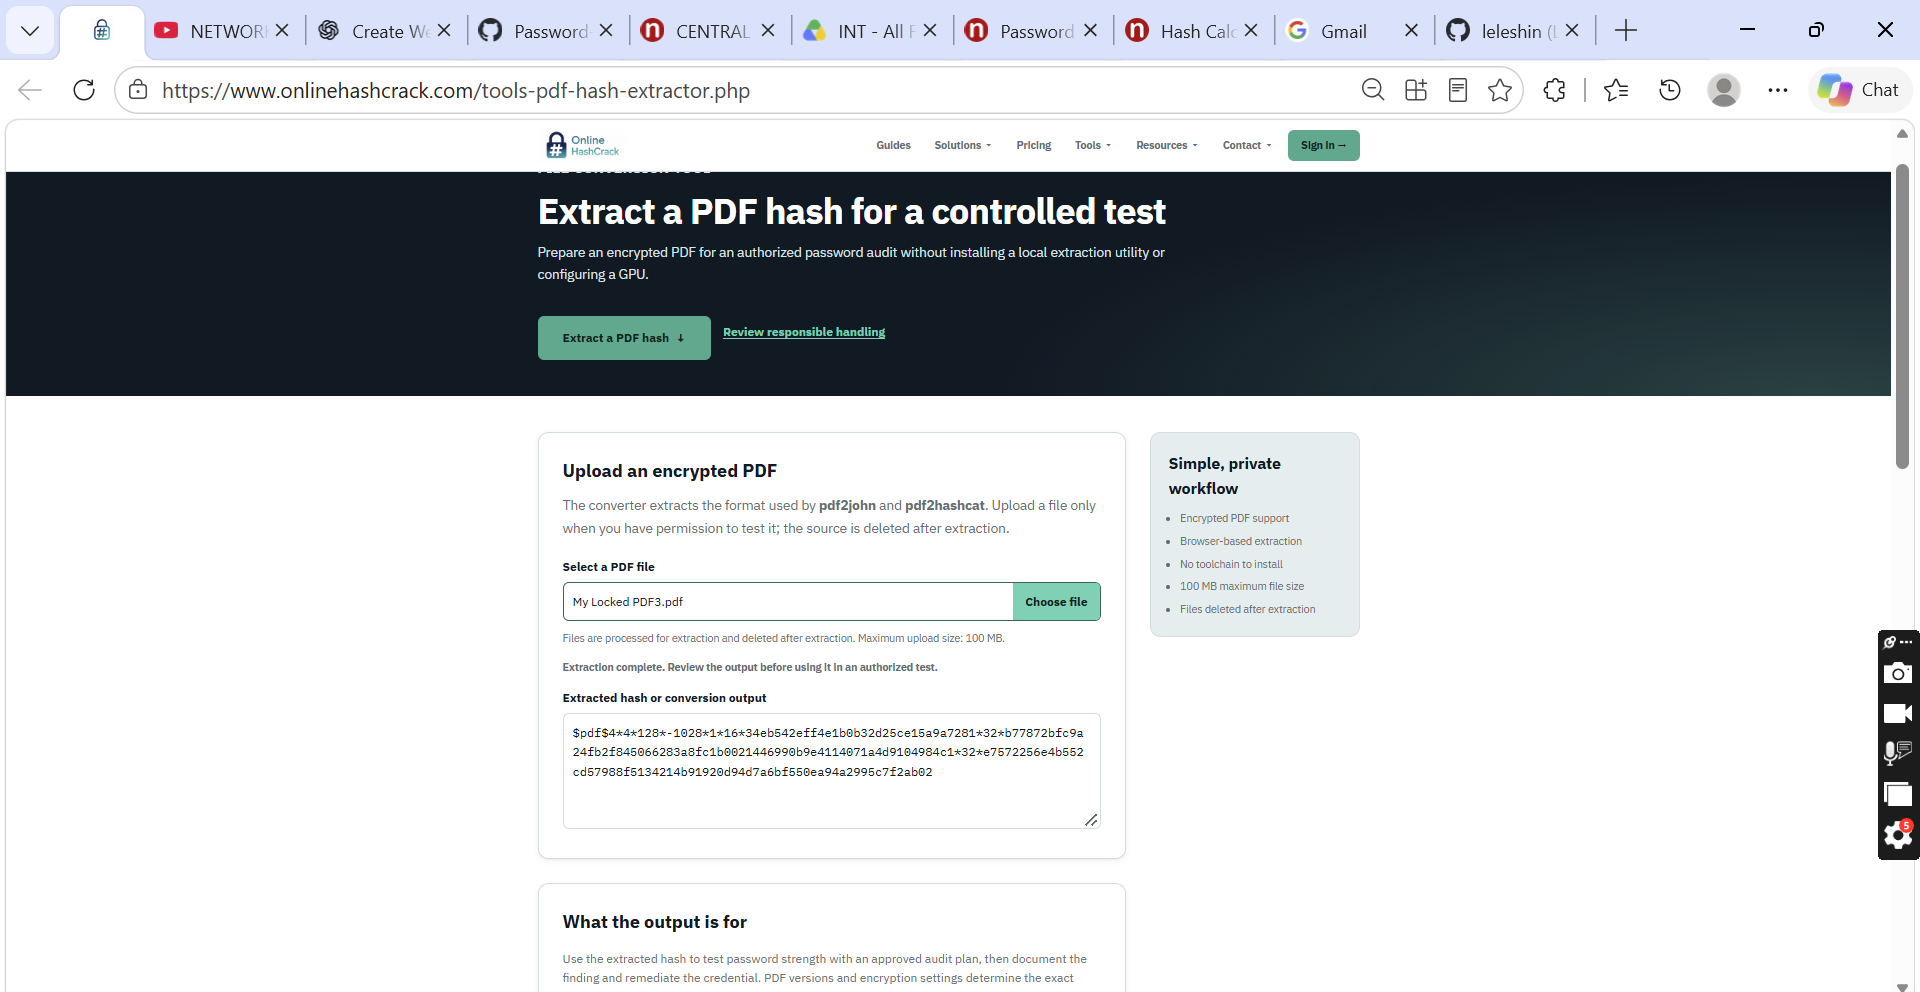 NETWOR
Create We
Password
CENTRAL
INT - All F
Password
Hash Calc
Gmail
leleshin (L
https://www.onlinehashcrack.com/tools-pdf-hash-extractor.php
Chat
Online
HashCrack
Guides
Solutions
Pricing
Tools
Resources
Contact
Sign in →
Extract a PDF hash for a controlled test
Prepare an encrypted PDF for an authorized password audit without installing a local extraction utility or
configuring a GPU.
Extract a PDF hash ↓
Review responsible handling
Upload an encrypted PDF
The converter extracts the format used by pdf2john and pdf2hashcat. Upload a file only
when you have permission to test it; the source is deleted after extraction.
Select a PDF file
My Locked PDF3.pdf
Choose file
Files are processed for extraction and deleted after extraction. Maximum upload size: 100 MB.
Extraction complete. Review the output before using it in an authorized test.
Extracted hash or conversion output
$pdf$4*4*128*-1028*1*16*34eb542eff4e1b0b32d25ce15a9a7281*32*b77872bfc9a
24fb2f845066283a8fc1b0021446990b9e4114071a4d9104984c1*32*e7572256e4b552
cd57988f5134214b91920d94d7a6bf550ea94a2995c7f2ab02
Simple, private
workflow
• Encrypted PDF support
• Browser-based extraction
• No toolchain to install
• 100 MB maximum file size
• Files deleted after extraction
5
What the output is for
Use the extracted hash to test password strength with an approved audit plan, then document the
finding and remediate the credential. PDF versions and encryption settings determine the exact